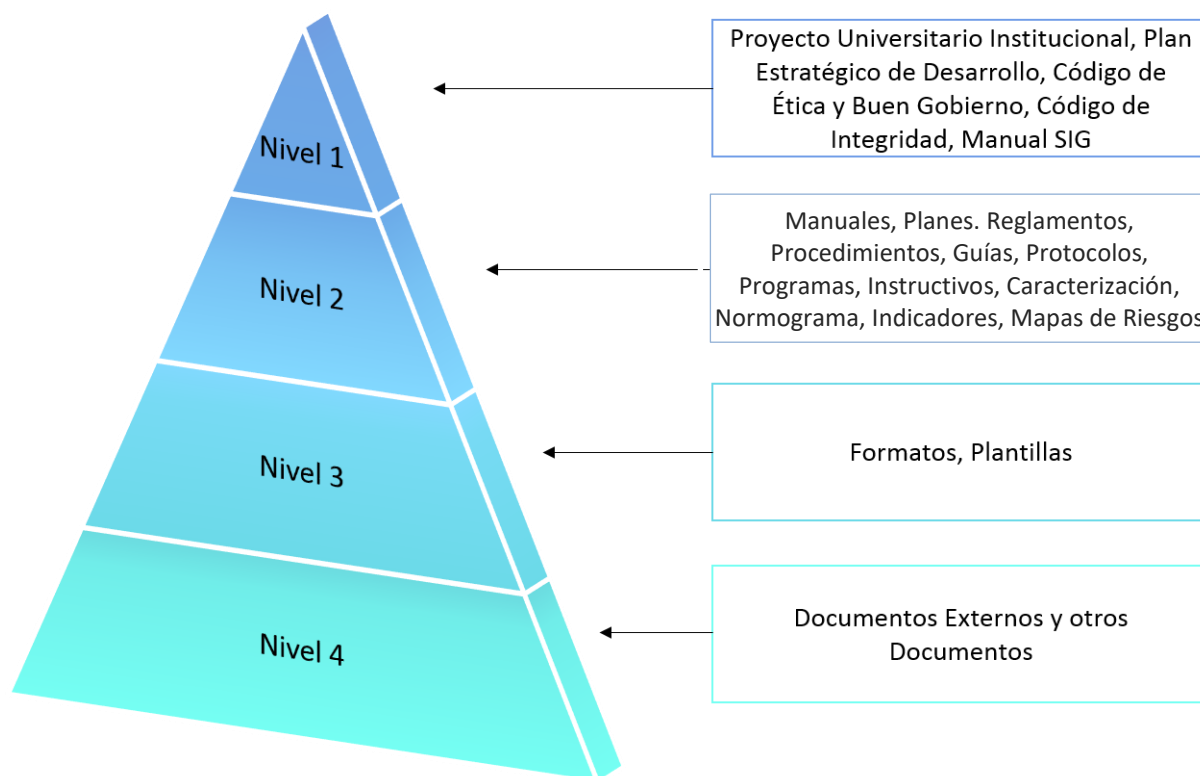 Nivel 1
Proyecto Universitario Institucional, Plan
Estratégico de Desarrollo, Código de
Ética y Buen Gobierno, Código de
Integridad, Manual SIG
Nivel 2
Manuales, Planes. Reglamentos,
Procedimientos, Guías, Protocolos,
Programas, Instructivos, Caracterización,
Normograma, Indicadores, Mapas de Riesgos
Nivel 3
Formatos, Plantillas
Nivel 4
Documentos Externos y otros
Documentos